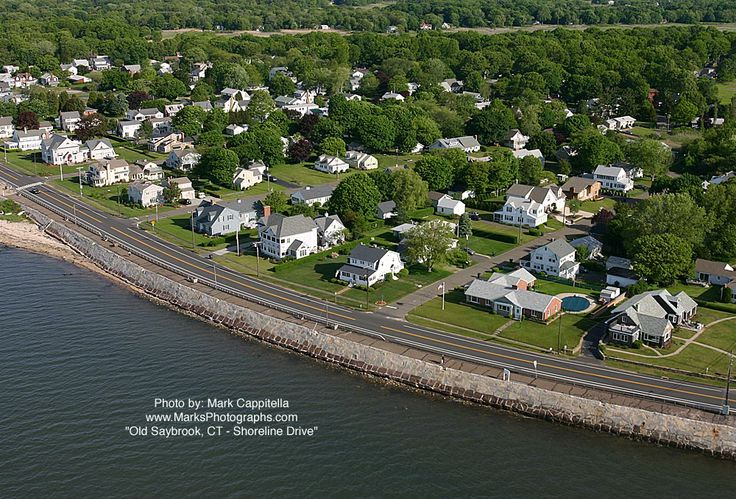 Photo by: Mark Cappitella
www.MarksPhotographs.com
"Old Saybrook, CT - Shoreline Drive"